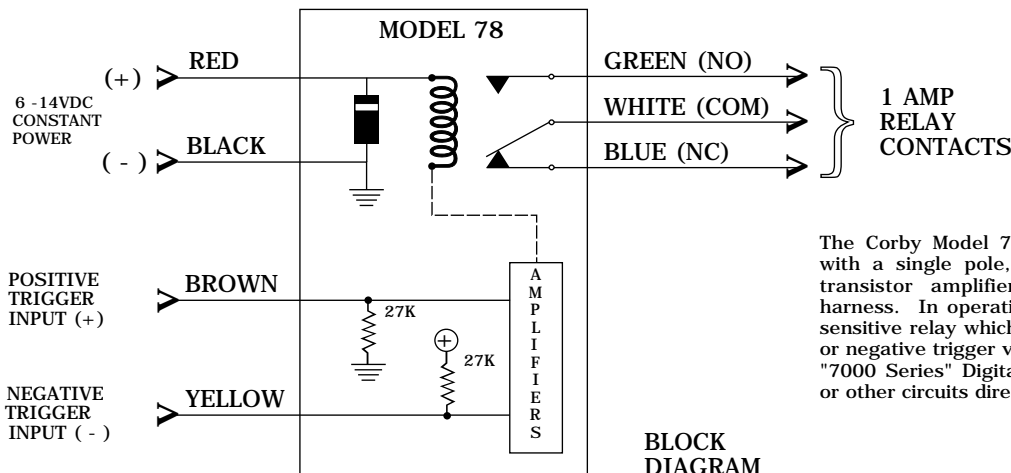 MODEL 78
RED
(+)
6 -14VDC
CONSTANT
POWER
BLACK
( - )
GREEN (NO)
WHITE (COM)
BLUE (NC)
1 AMP
RELAY
CONTACTS
POSITIVE
TRIGGER
INPUT (+)
BROWN
27K
NEGATIVE
TRIGGER
INPUT ( - )
YELLOW
+
27K
AMPLIFIERS
The Corby Model 7
with a single pole,
transistor amplifier
harness. In operati
sensitive relay which
or negative trigger v
"7000 Series" Digita
or other circuits dire
BLOCK
DIAGRAM